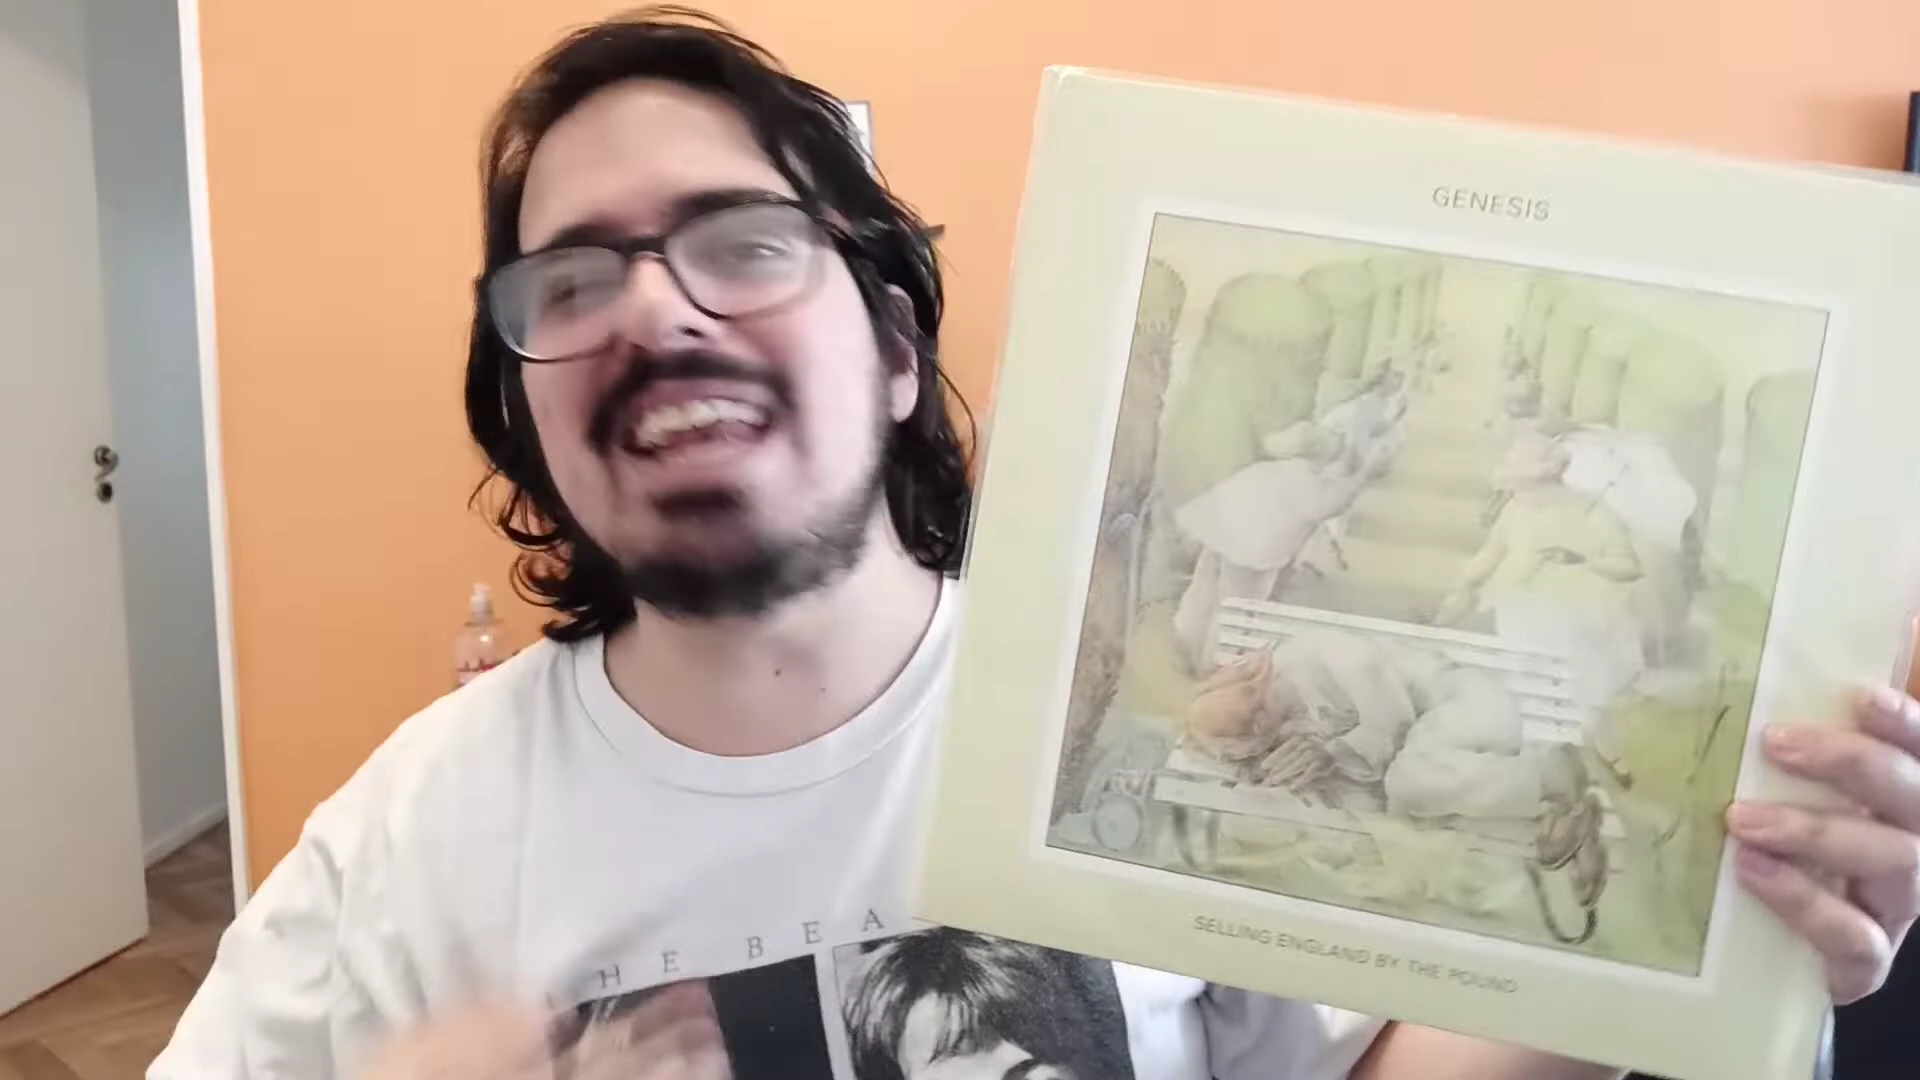 GENESIS
SELLING ENGLAND BY THE POUND
HE BEA